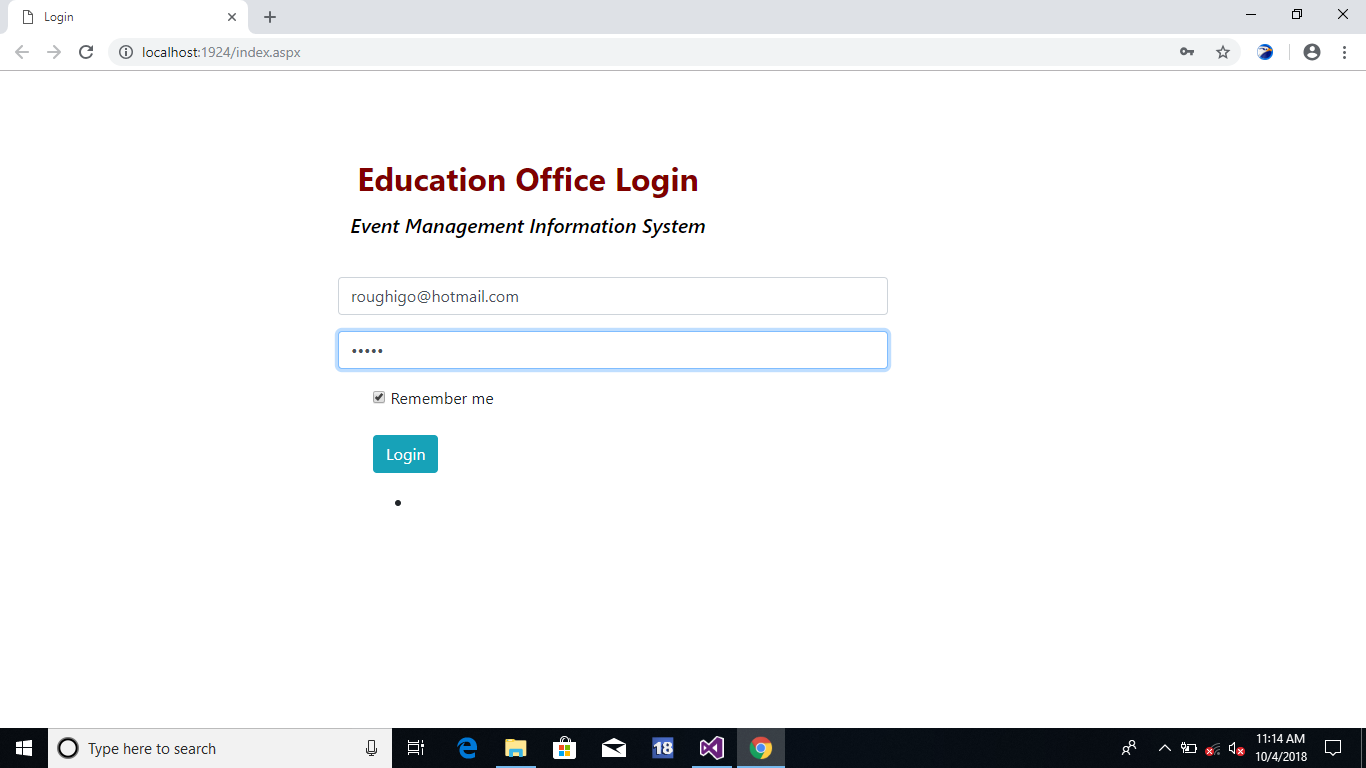 Login
localhost:1924/index.aspx
Education Office Login
Event Management Information System
roughigo@hotmail.com
•••••
Remember me
Login
Type here to search
18
11:14 AM
10/4/2018